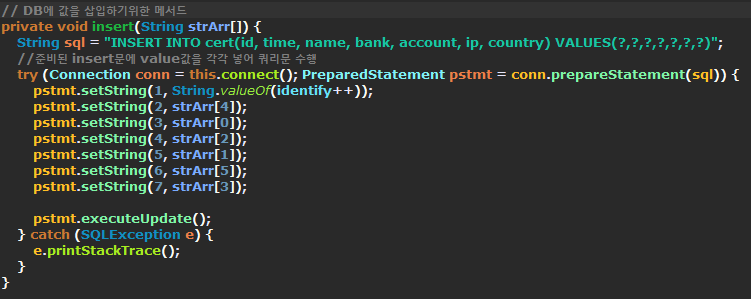 // DB에 값을 삽입하기위한 메서드
private void insert(String strArr[]) {
String sql = "INSERT INTO cert(id, time, name, bank, account, ip, country) VALUES(?,?,?,?,?,?,?)";
//준비된 insert문에 value값을 각각 넣어 쿼리문 수행
try (Connection conn = this.connect(); PreparedStatement pstmt = conn.prepareStatement(sql)) {
pstmt.setString(1, String.valueOf(identify++));
pstmt.setString(2, strArr[4]);
pstmt.setString(3, strArr[0]);
pstmt.setString(4, strArr[2]);
pstmt.setString(5, strArr[1]);
pstmt.setString(6, strArr[5]);
pstmt.setString(7, strArr[3]);
pstmt.executeUpdate();
} catch (SQLException e) {
e.printStackTrace();
}
}